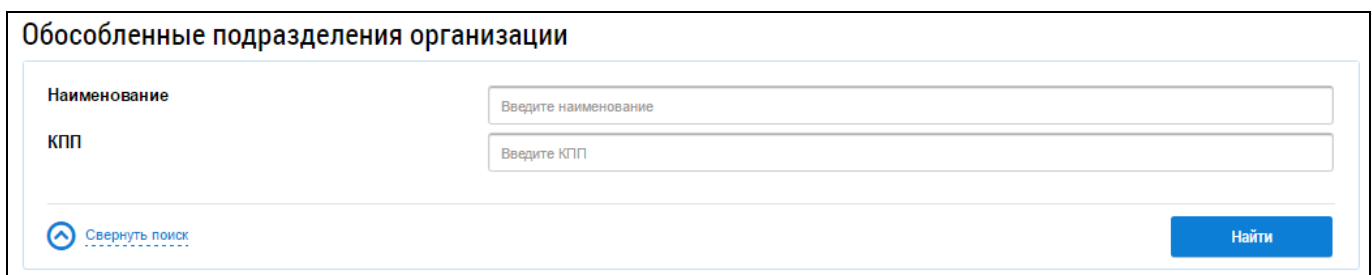 Обособленные подразделения организации
Наименование
Введите наименование
КПП
Введите КПП
Свернуть поиск
Найти